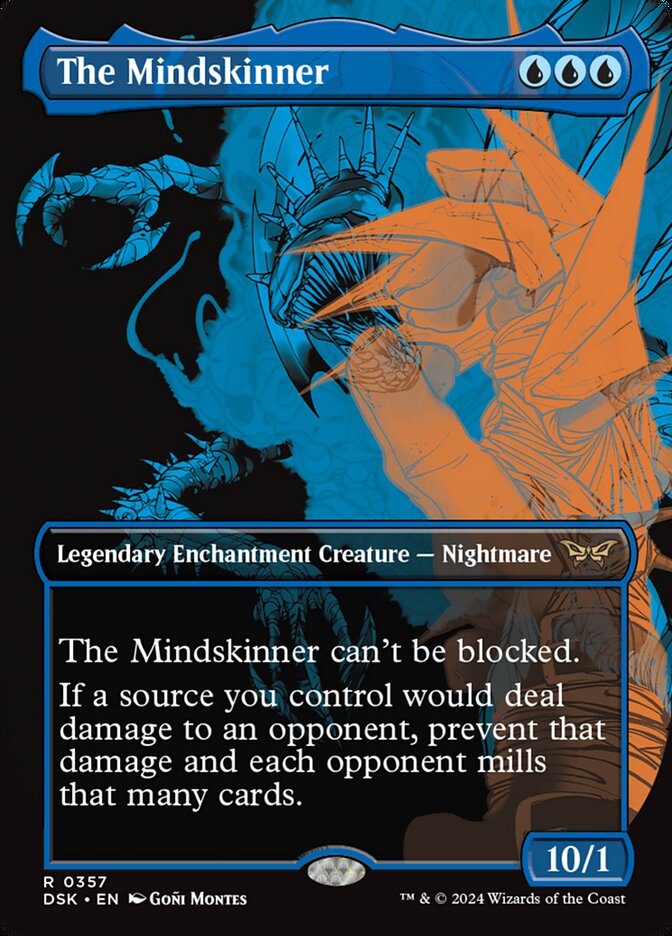 The Mindskinner
Legendary Enchantment Creature — Nightmare
The Mindskinner can't be blocked.
If a source you control would deal
damage to an opponent, prevent that
damage and each opponent mills
that many cards.
10/1
R 0357
DSK • EN Goñi Montes
™ & © 2024 Wizards of the Coast